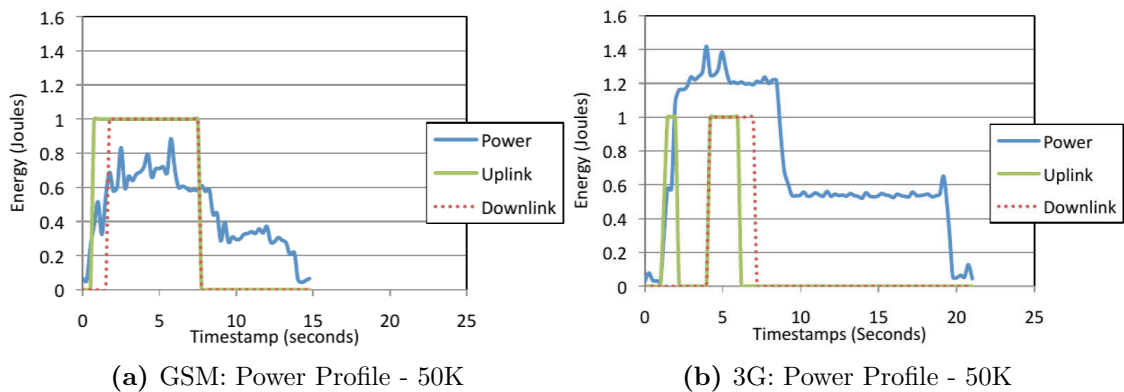 1.6
1.4
1.2
1
0.8
0.6
0.4
0.2
0
Energy (Joules)
0 5 10 15 20 25
Timestamp (seconds)
Power
Uplink
Downlink
(a) GSM: Power Profile - 50K
1.6
1.4
1.2
1
0.8
0.6
0.4
0.2
0
Energy (Joules)
0 5 10 15 20 25
Timestamps (Seconds)
Power
Uplink
Downlink
(b) 3G: Power Profile - 50K